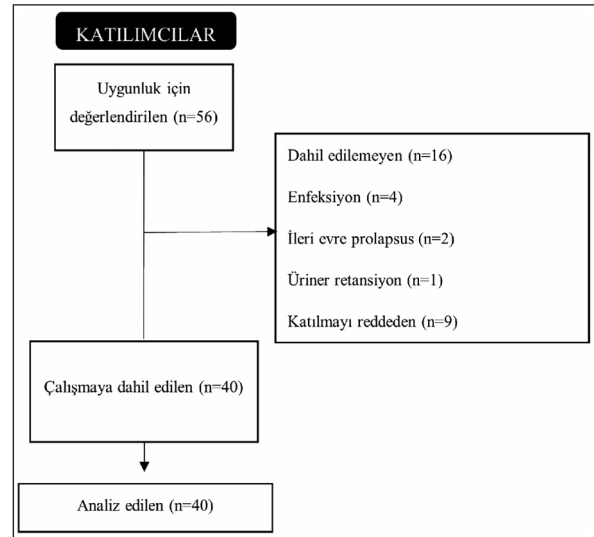 KATILIMCILAR
Uygunluk için
değerlendirilen (n=56)
Dahil edilemeyen (n=16)
Enfeksiyon (n=4)
İleri evre prolapsus (n=2)
Üriner retansiyon (n=1)
Katılmayı reddeden (n=9)
Çalışmaya dahil edilen (n=40)
Analiz edilen (n=40)